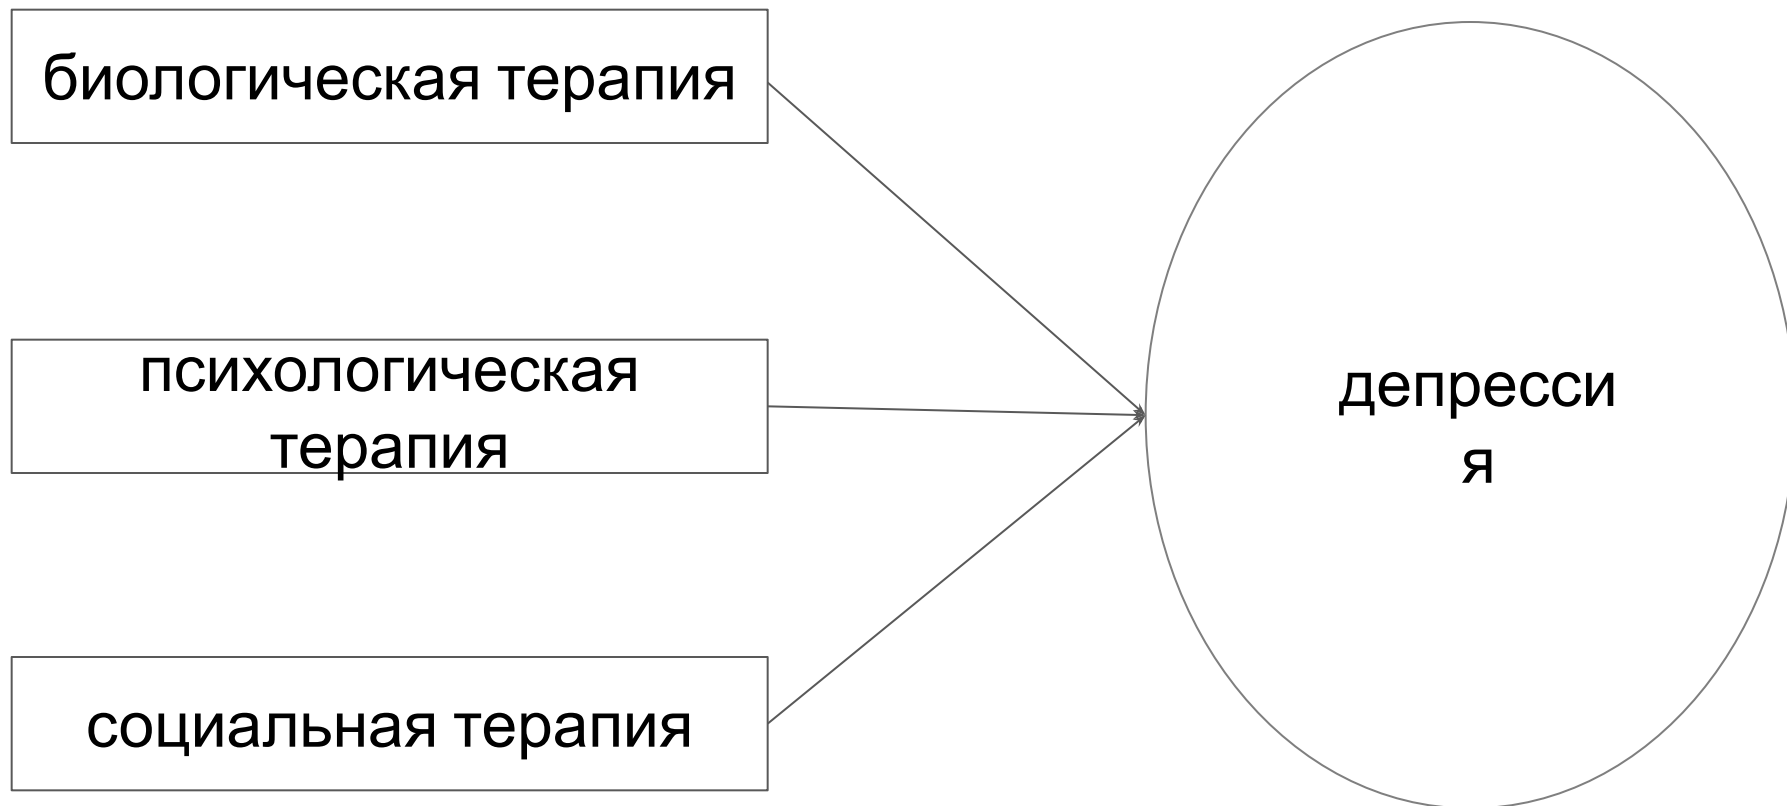 биологическая терапия
психологическая
терапия
депресси
я
социальная терапия